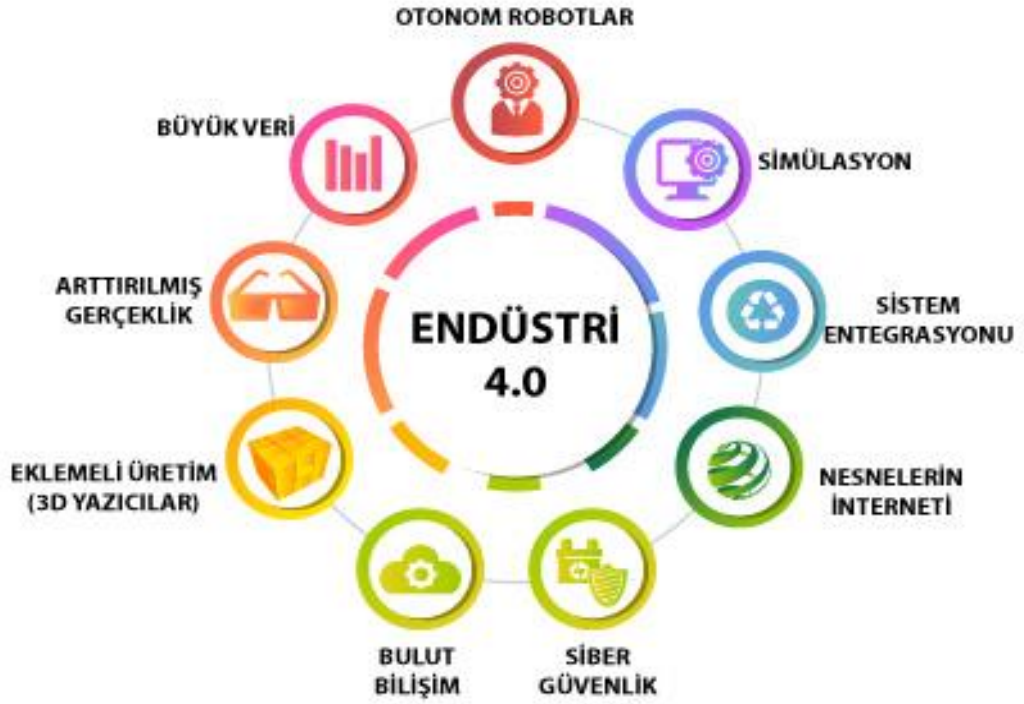 OTONOM ROBOTLAR
BÜYÜK VERİ
SİMÜLASYON
ARTTIRILMIŞ
GERÇEKLİK
SİSTEM
ENTEGRASYONU
ENDÜSTRİ
4.0
EKLEMELİ ÜRETİM
(3D YAZICILAR)
NESNELERİN
İNTERNETİ
BULUT
BİLİŞİM
SİBER
GÜVENLİK